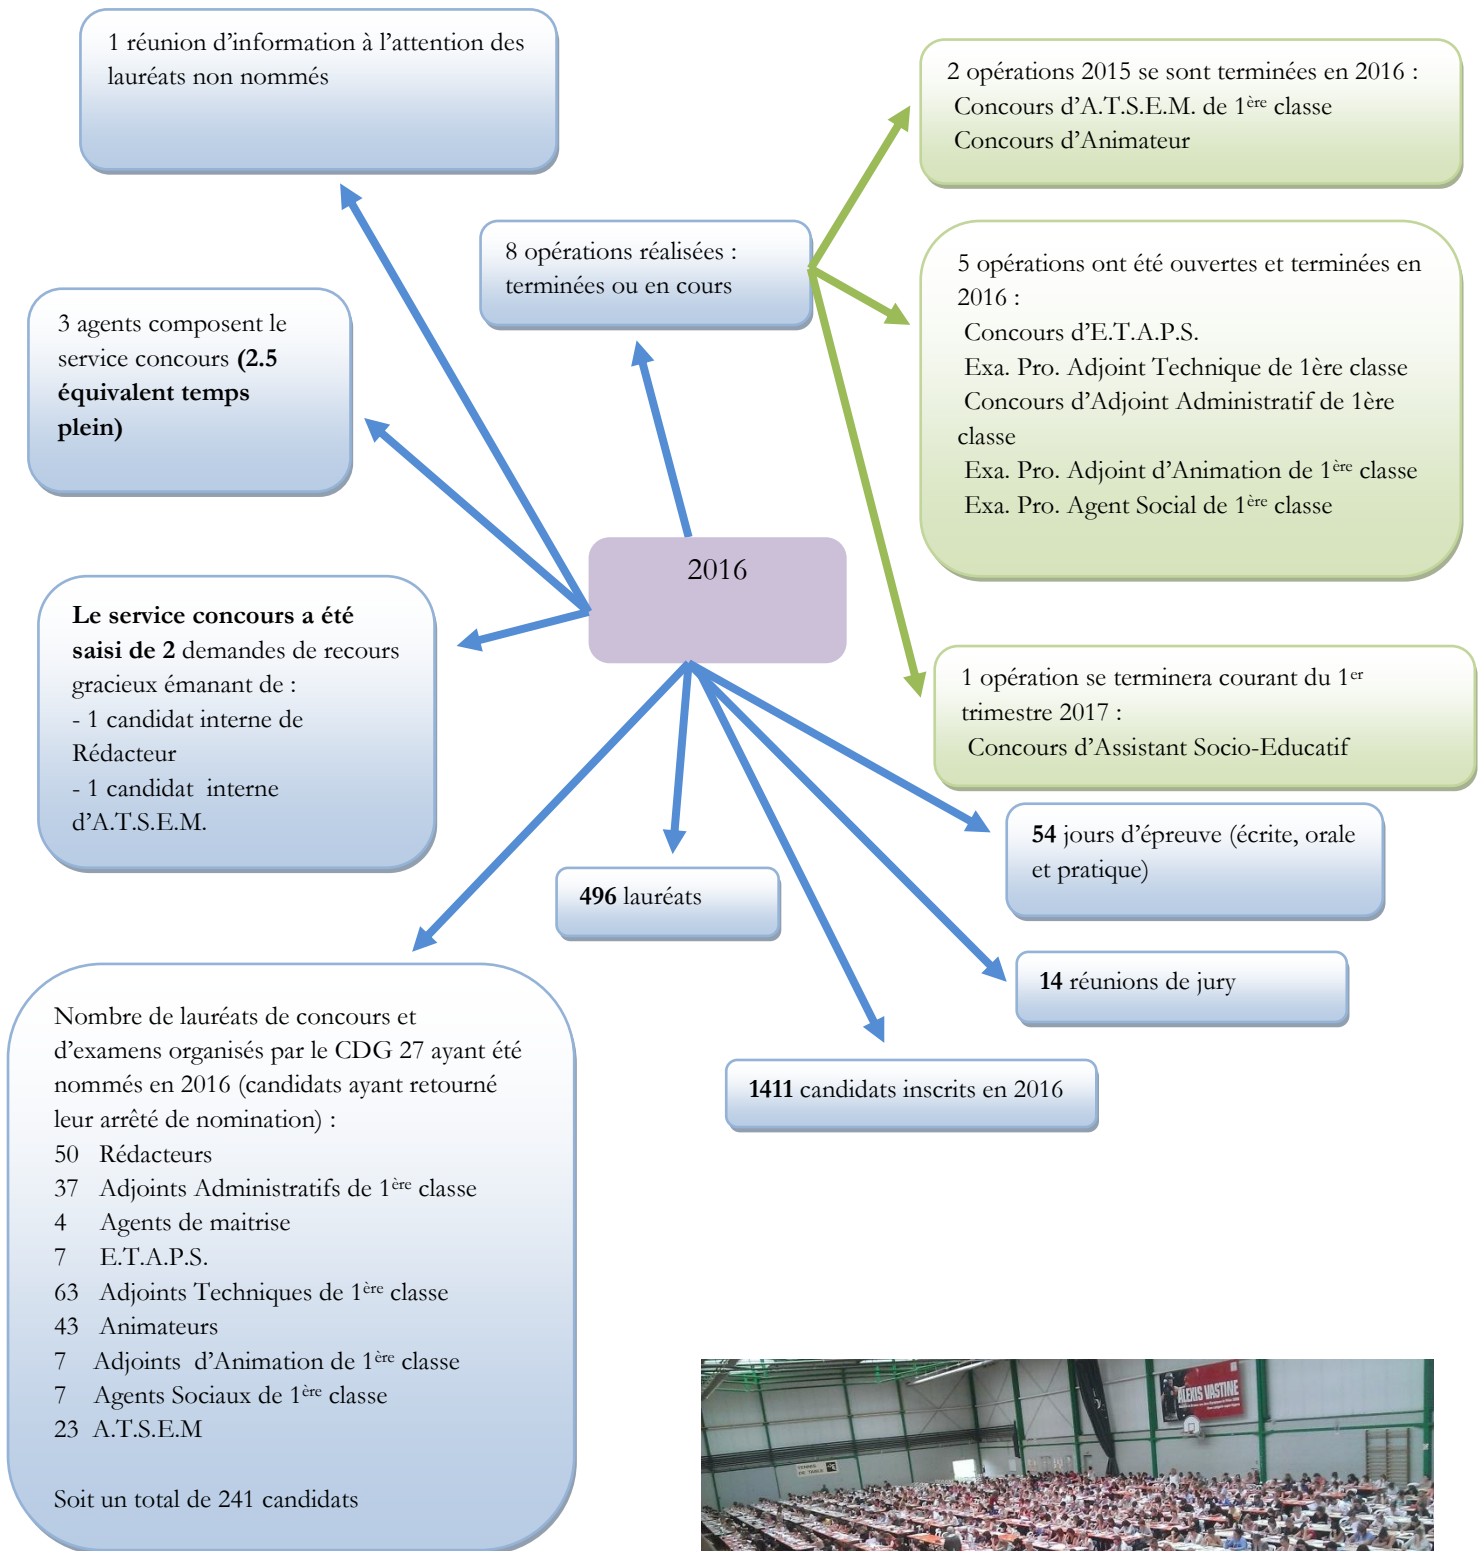 1 réunion d'information à l'attention des
lauréats non nommés
2 opérations 2015 se sont terminées en 2016 :
Concours d'A.T.S.E.M. de 1ère classe
Concours d'Animateur
8 opérations réalisées :
terminées ou en cours
5 opérations ont été ouvertes et terminées en
2016 :
Concours d'E.T.A.P.S.
Exa. Pro. Adjoint Technique de 1ère classe
Concours d'Adjoint Administratif de 1ère
classe
Exa. Pro. Adjoint d'Animation de 1ère classe
Exa. Pro. Agent Social de 1ère classe
3 agents composent le
service concours (2.5
équivalent temps
plein)
2016
Le service concours a été
saisi de 2 demandes de recours
gracieux émanant de :
- 1 candidat interne de
Rédacteur
- 1 candidat interne
d'A.T.S.E.M.
1 opération se terminera courant du 1er
trimestre 2017 :
Concours d'Assistant Socio-Educatif
54 jours d'épreuve (écrite, orale
et pratique)
496 lauréats
14 réunions de jury
1411 candidats inscrits en 2016
Nombre de lauréats de concours et
d'examens organisés par le CDG 27 ayant été
nommés en 2016 (candidats ayant retourné
leur arrêté de nomination) :
50 Rédacteurs
37 Adjoints Administratifs de 1ère classe
4 Agents de maitrise
7 E.T.A.P.S.
63 Adjoints Techniques de 1ère classe
43 Animateurs
7 Adjoints d'Animation de 1ère classe
7 Agents Sociaux de 1ère classe
23 A.T.S.E.M
Soit un total de 241 candidats
ALEXIS VASTINE
TENNIS
DE TABLE